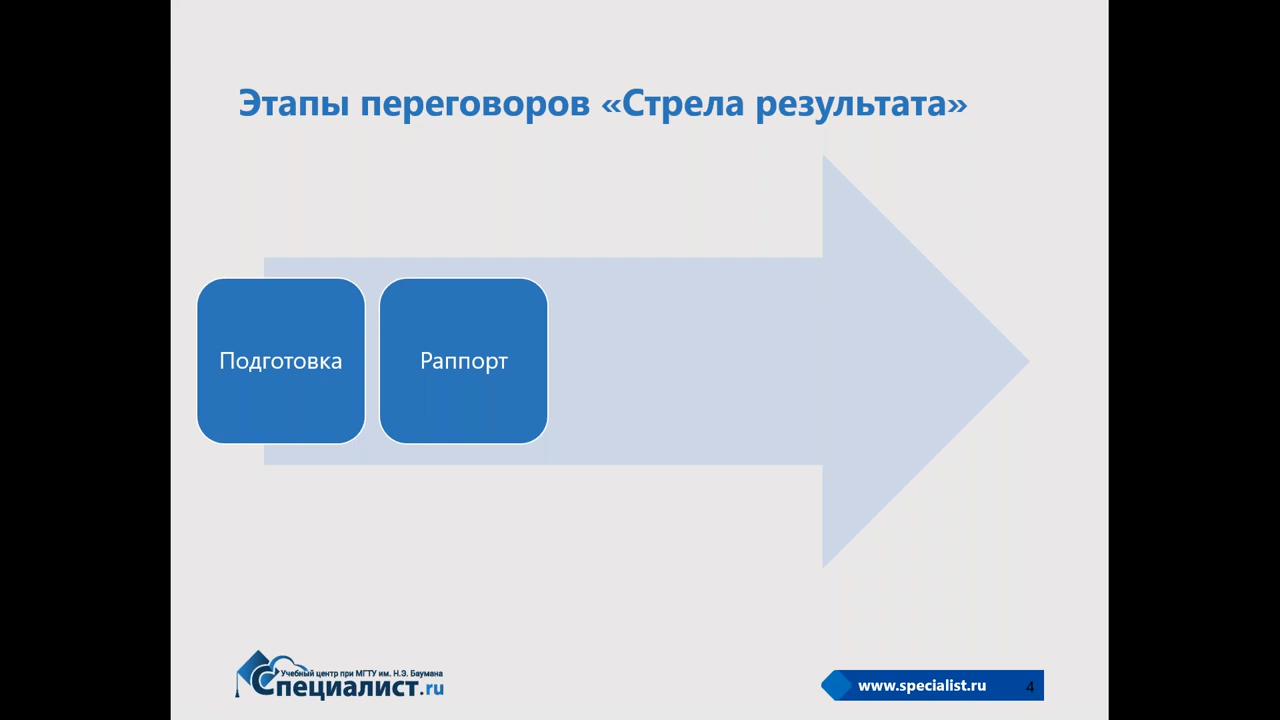 Этапы переговоров «Стрела результата»
Подготовка
Раппорт
Учебный центр при МГТУ им. Н.Э. Баумана
Специалист.ru
www.specialist.ru
4